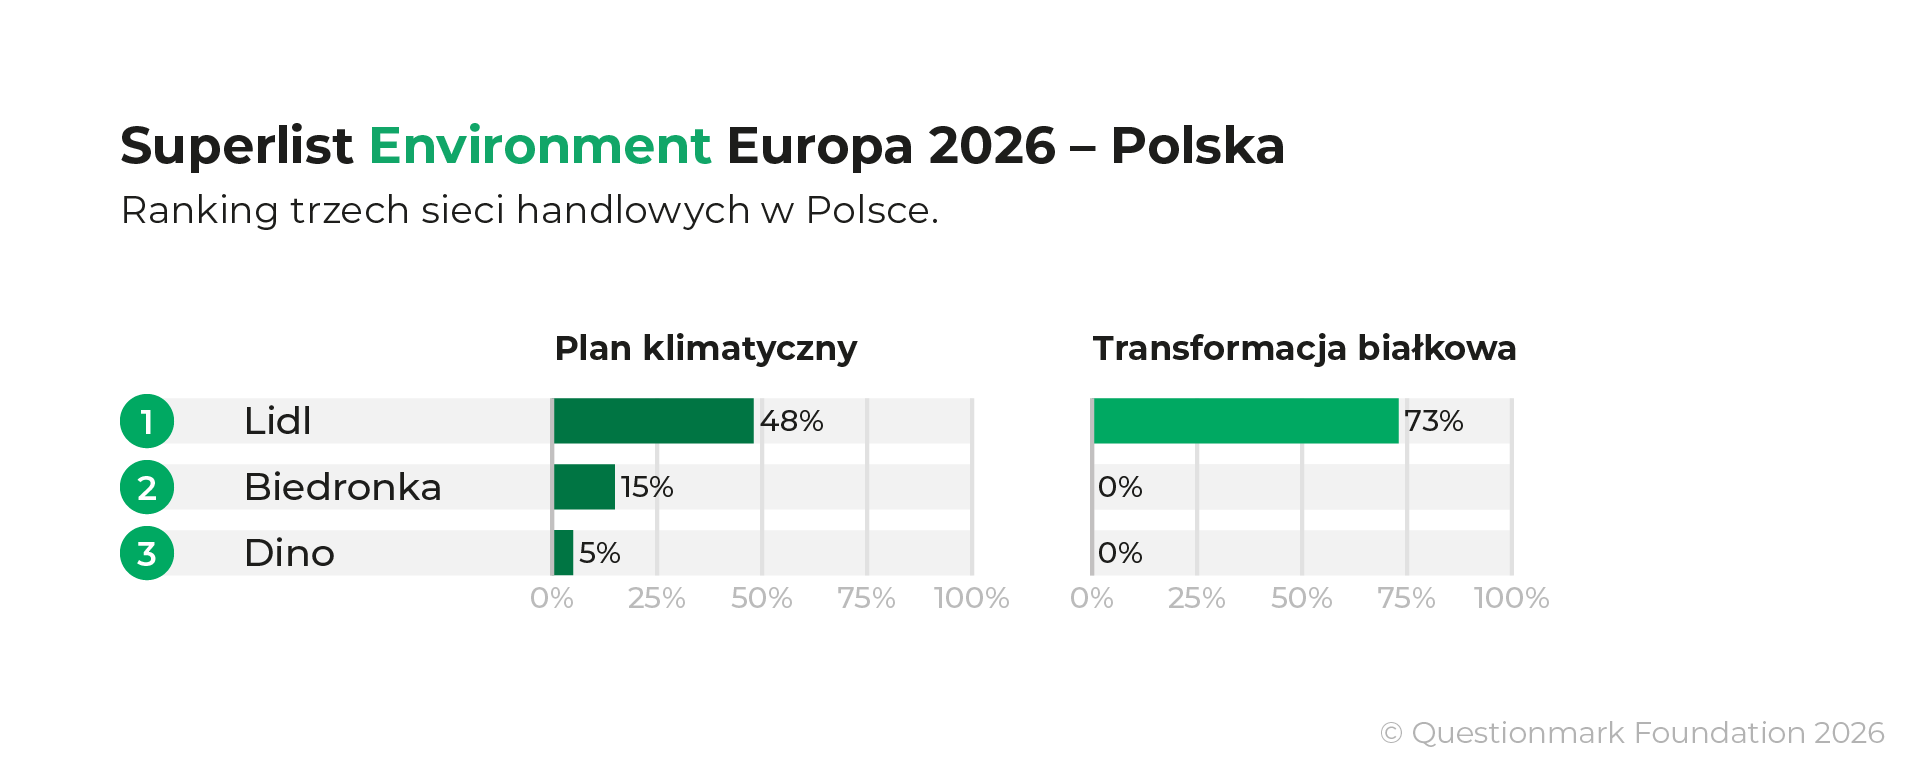 Superlist Environment Europa 2026 – Polska
Ranking trzech sieci handlowych w Polsce.
Plan klimatyczny
Transformacja białkowa
1 Lidl 48% 73%
2 Biedronka 15% 0%
3 Dino 5% 0%
0% 25% 50% 75% 100% 0% 25% 50% 75% 100%
© Questionmark Foundation 2026